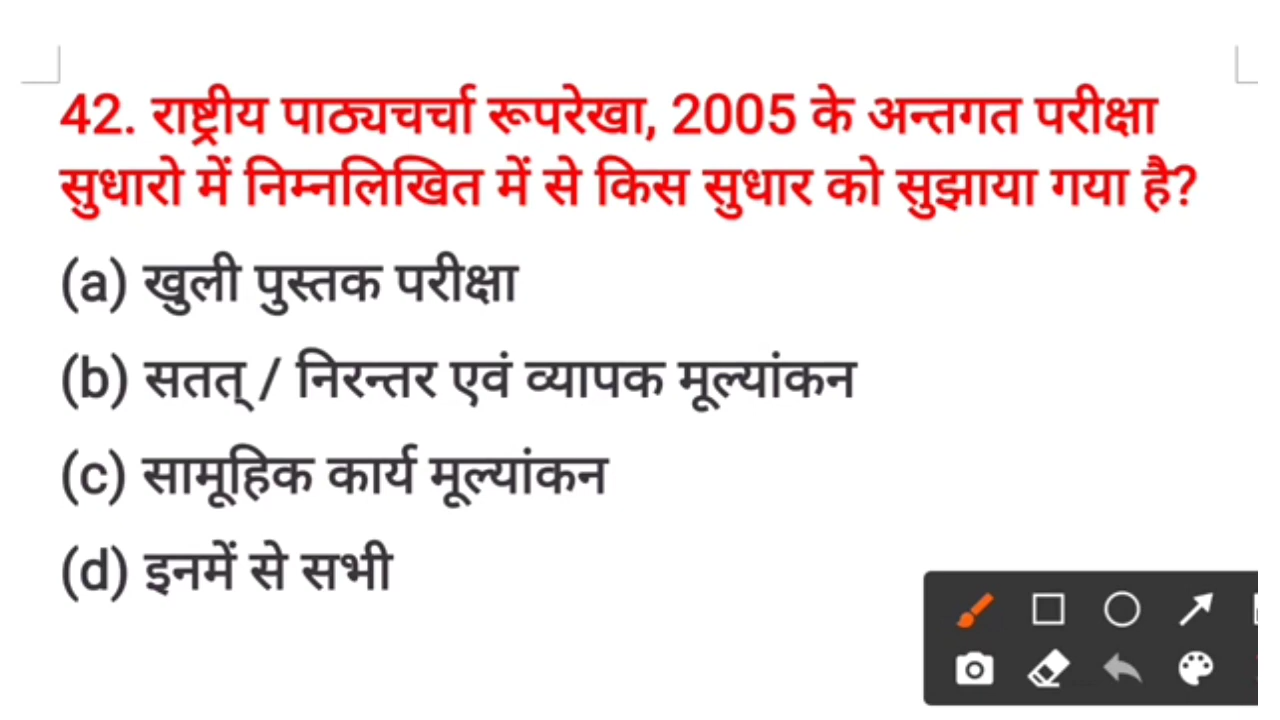 42. राष्ट्रीय पाठ्यचर्चा रूपरेखा, 2005 के अन्तगत परीक्षा
सुधारो में निम्नलिखित में से किस सुधार को सुझाया गया है?
(a) खुली पुस्तक परीक्षा
(b) सतत् / निरन्तर एवं व्यापक मूल्यांकन
(c) सामूहिक कार्य मूल्यांकन
(d) इनमें से सभी